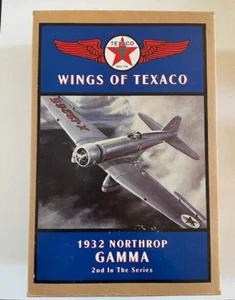 TEXACO
WINGS OF TEXACO
1932 NORTHROP
GAMMA
2nd In The Series